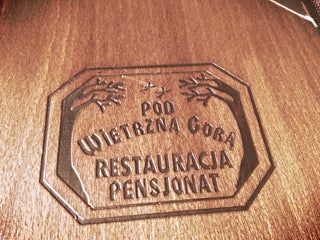 POD
WIETRZNĄ GÓRĄ
RESTAURACJA
PENSJONAT